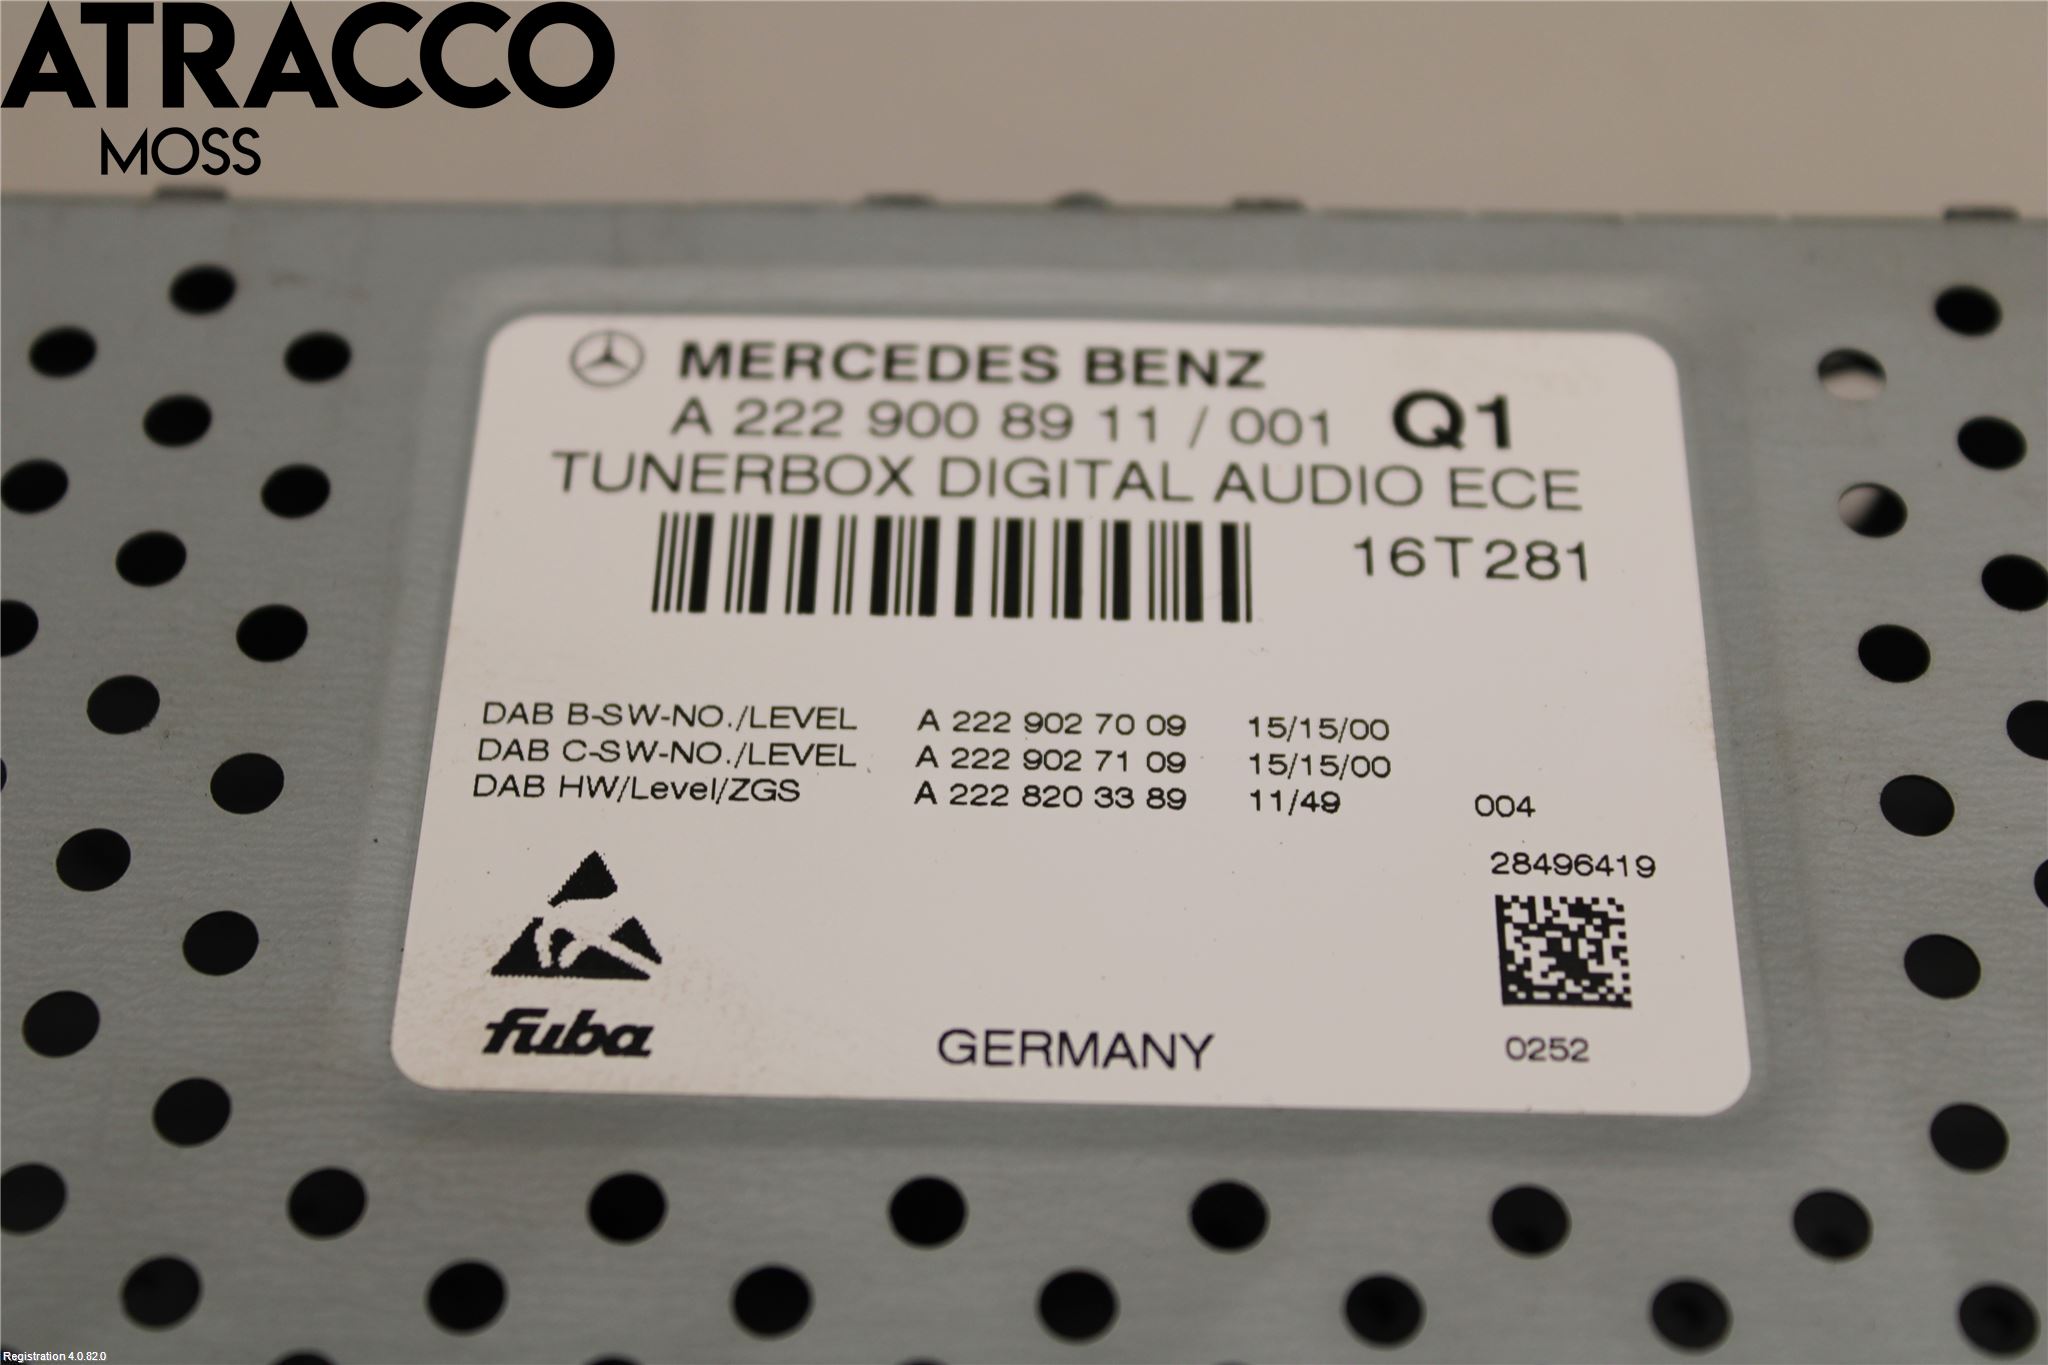 ATRACCO
MOSS
MERCEDES BENZ
A 222 900 89 11 / 001 Q1
TUNERBOX DIGITAL AUDIO ECE
16T281
DAB B-SW-NO./LEVEL A 222 902 70 09 15/15/00
DAB C-SW-NO./LEVEL A 222 902 71 09 15/15/00
DAB HW/Level/ZGS A 222 820 33 89 11/49 004
28496419
fuba GERMANY 0252
Registration 4.0.82.0